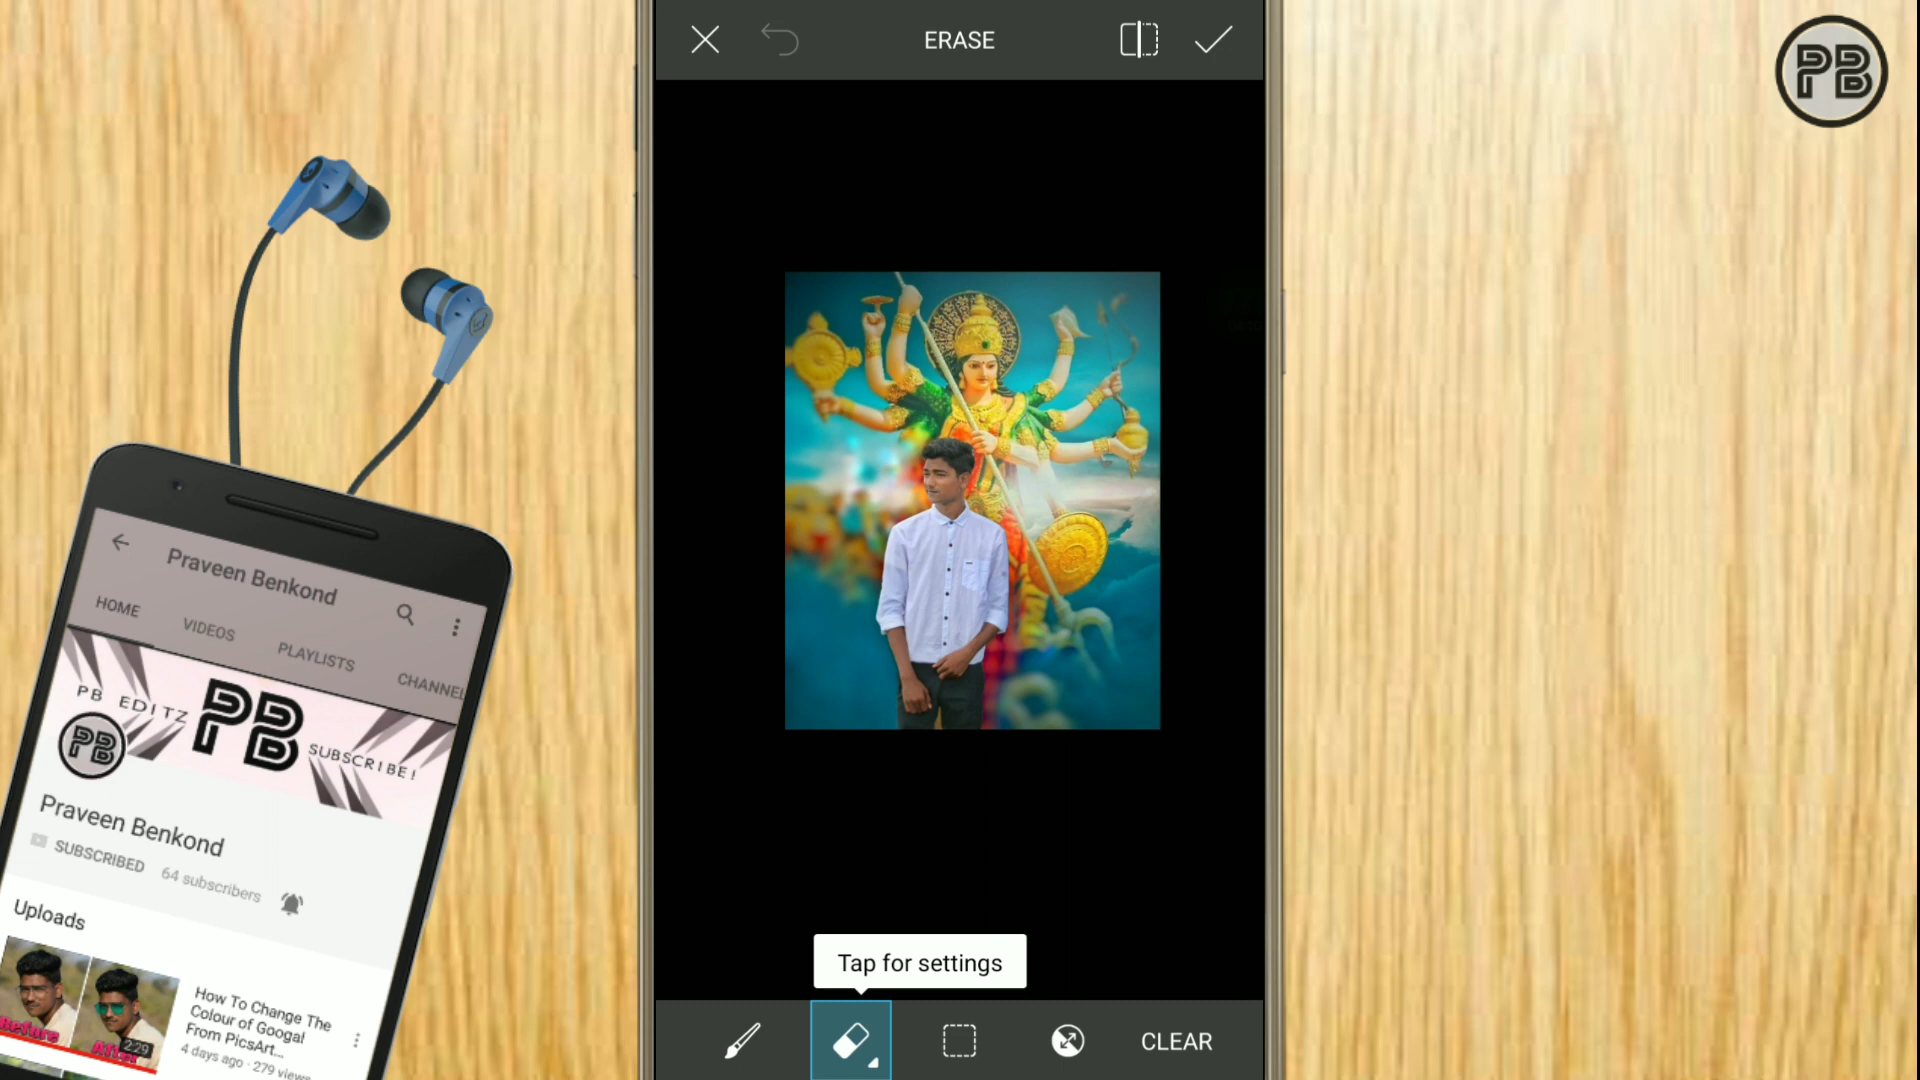 ERASE
PB
Praveen Benkond
HOME
VIDEOS
PLAYLISTS
CHANNEL
PB EDITZ
PB
SUBSCRIBE!
PB
Praveen Benkond
SUBSCRIBED
64 subscribers
Uploads
How To Change The
Colour of Googal
From PicsArt...
4 days ago · 279 views
Before
After
2:29
Tap for settings
CLEAR